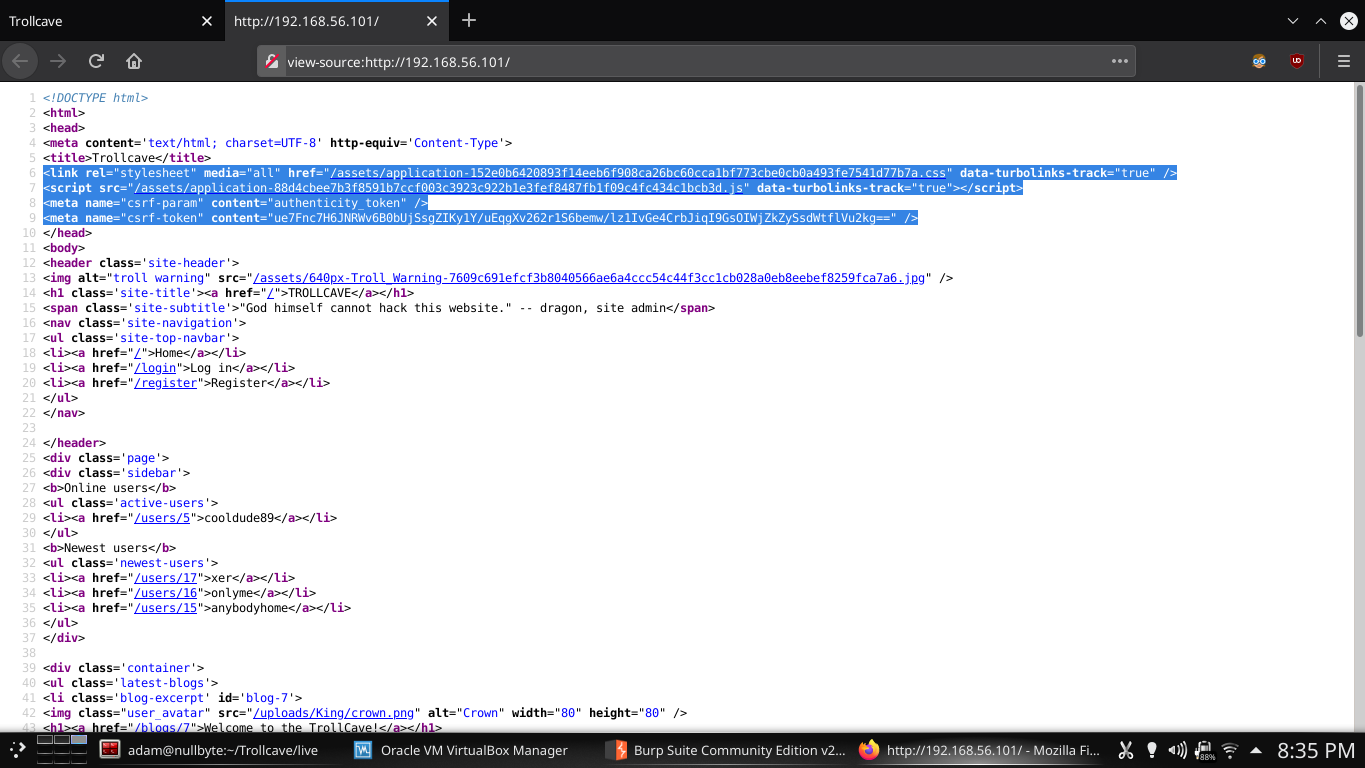 Trollcave
http://192.168.56.101/
view-source:http://192.168.56.101/
1 <!DOCTYPE html>
2 <html>
3 <head>
4 <meta content='text/html; charset=UTF-8' http-equiv='Content-Type'>
5 <title>Trollcave</title>
6 <link rel="stylesheet" media="all" href="/assets/application-152e0b6420893f14eeb6f908ca26bc60cca1bf773cbe0cb0a493fe7541d77b7a.css" data-turbolinks-track="true" />
7 <script src="/assets/application-88d4cbee7b3f8591b7ccf003c3923c922b1e3fef8487fb1f09c4fc434c1bcb3d.js" data-turbolinks-track="true"></script>
8 <meta name="csrf-param" content="authenticity_token" />
9 <meta name="csrf-token" content="ue7Fnc7H6JNRWv6B0bUjSsgZIKy1Y/uEqgXv262r1S6bemw/lz1IvGe4CrbJiqI9GsOIWjZkZySsdWtflVu2kg==" />
10 </head>
11 <body>
12 <header class='site-header'>
13 <img alt="troll warning" src="/assets/640px-Troll_Warning-7609c691efcf3b8040566ae6a4ccc54c44f3cc1cb028a0eb8eebef8259fca7a6.jpg" />
14 <h1 class='site-title'><a href="/">TROLLCAVE</a></h1>
15 <span class='site-subtitle'>"God himself cannot hack this website." -- dragon, site admin</span>
16 <nav class='site-navigation'>
17 <ul class='site-top-navbar'>
18 <li><a href="/">Home</a></li>
19 <li><a href="/login">Log in</a></li>
20 <li><a href="/register">Register</a></li>
21 </ul>
22 </nav>
23
24 </header>
25 <div class='page'>
26 <div class='sidebar'>
27 <b>Online users</b>
28 <ul class='active-users'>
29 <li><a href="/users/5">cooldude89</a></li>
30 </ul>
31 <b>Newest users</b>
32 <ul class='newest-users'>
33 <li><a href="/users/17">xer</a></li>
34 <li><a href="/users/16">onlyme</a></li>
35 <li><a href="/users/15">anybodyhome</a></li>
36 </ul>
37 </div>
38
39 <div class='container'>
40 <ul class='latest-blogs'>
41 <li class='blog-excerpt' id='blog-7'>
42 <img class="user_avatar" src="/uploads/King/crown.png" alt="Crown" width="80" height="80" />
43 <h1><a href="/blogs/7">Welcome to the TrollCave!</a></h1>
adam@nullbyte:~/Trollcave/live
Oracle VM VirtualBox Manager
Burp Suite Community Edition v2...
http://192.168.56.101/ - Mozilla Fi...
88%
8:35 PM